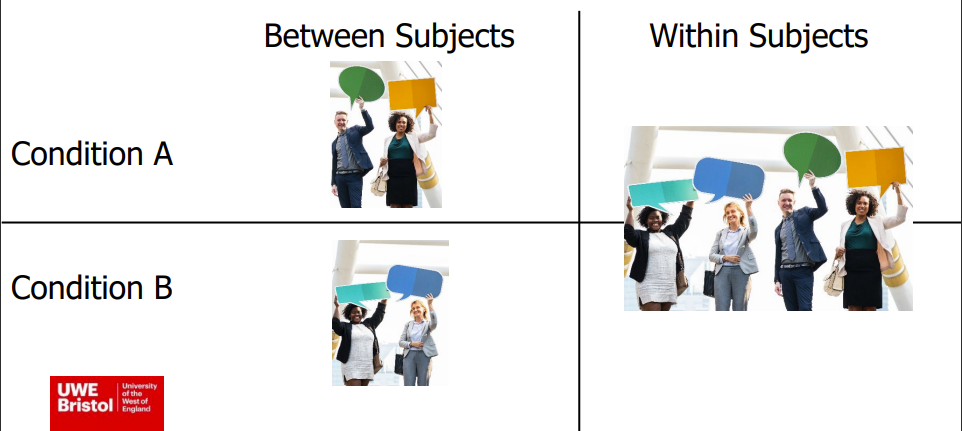 Between Subjects
Within Subjects
Condition A
Condition B
UWE
Bristol
University
of the
West of
England